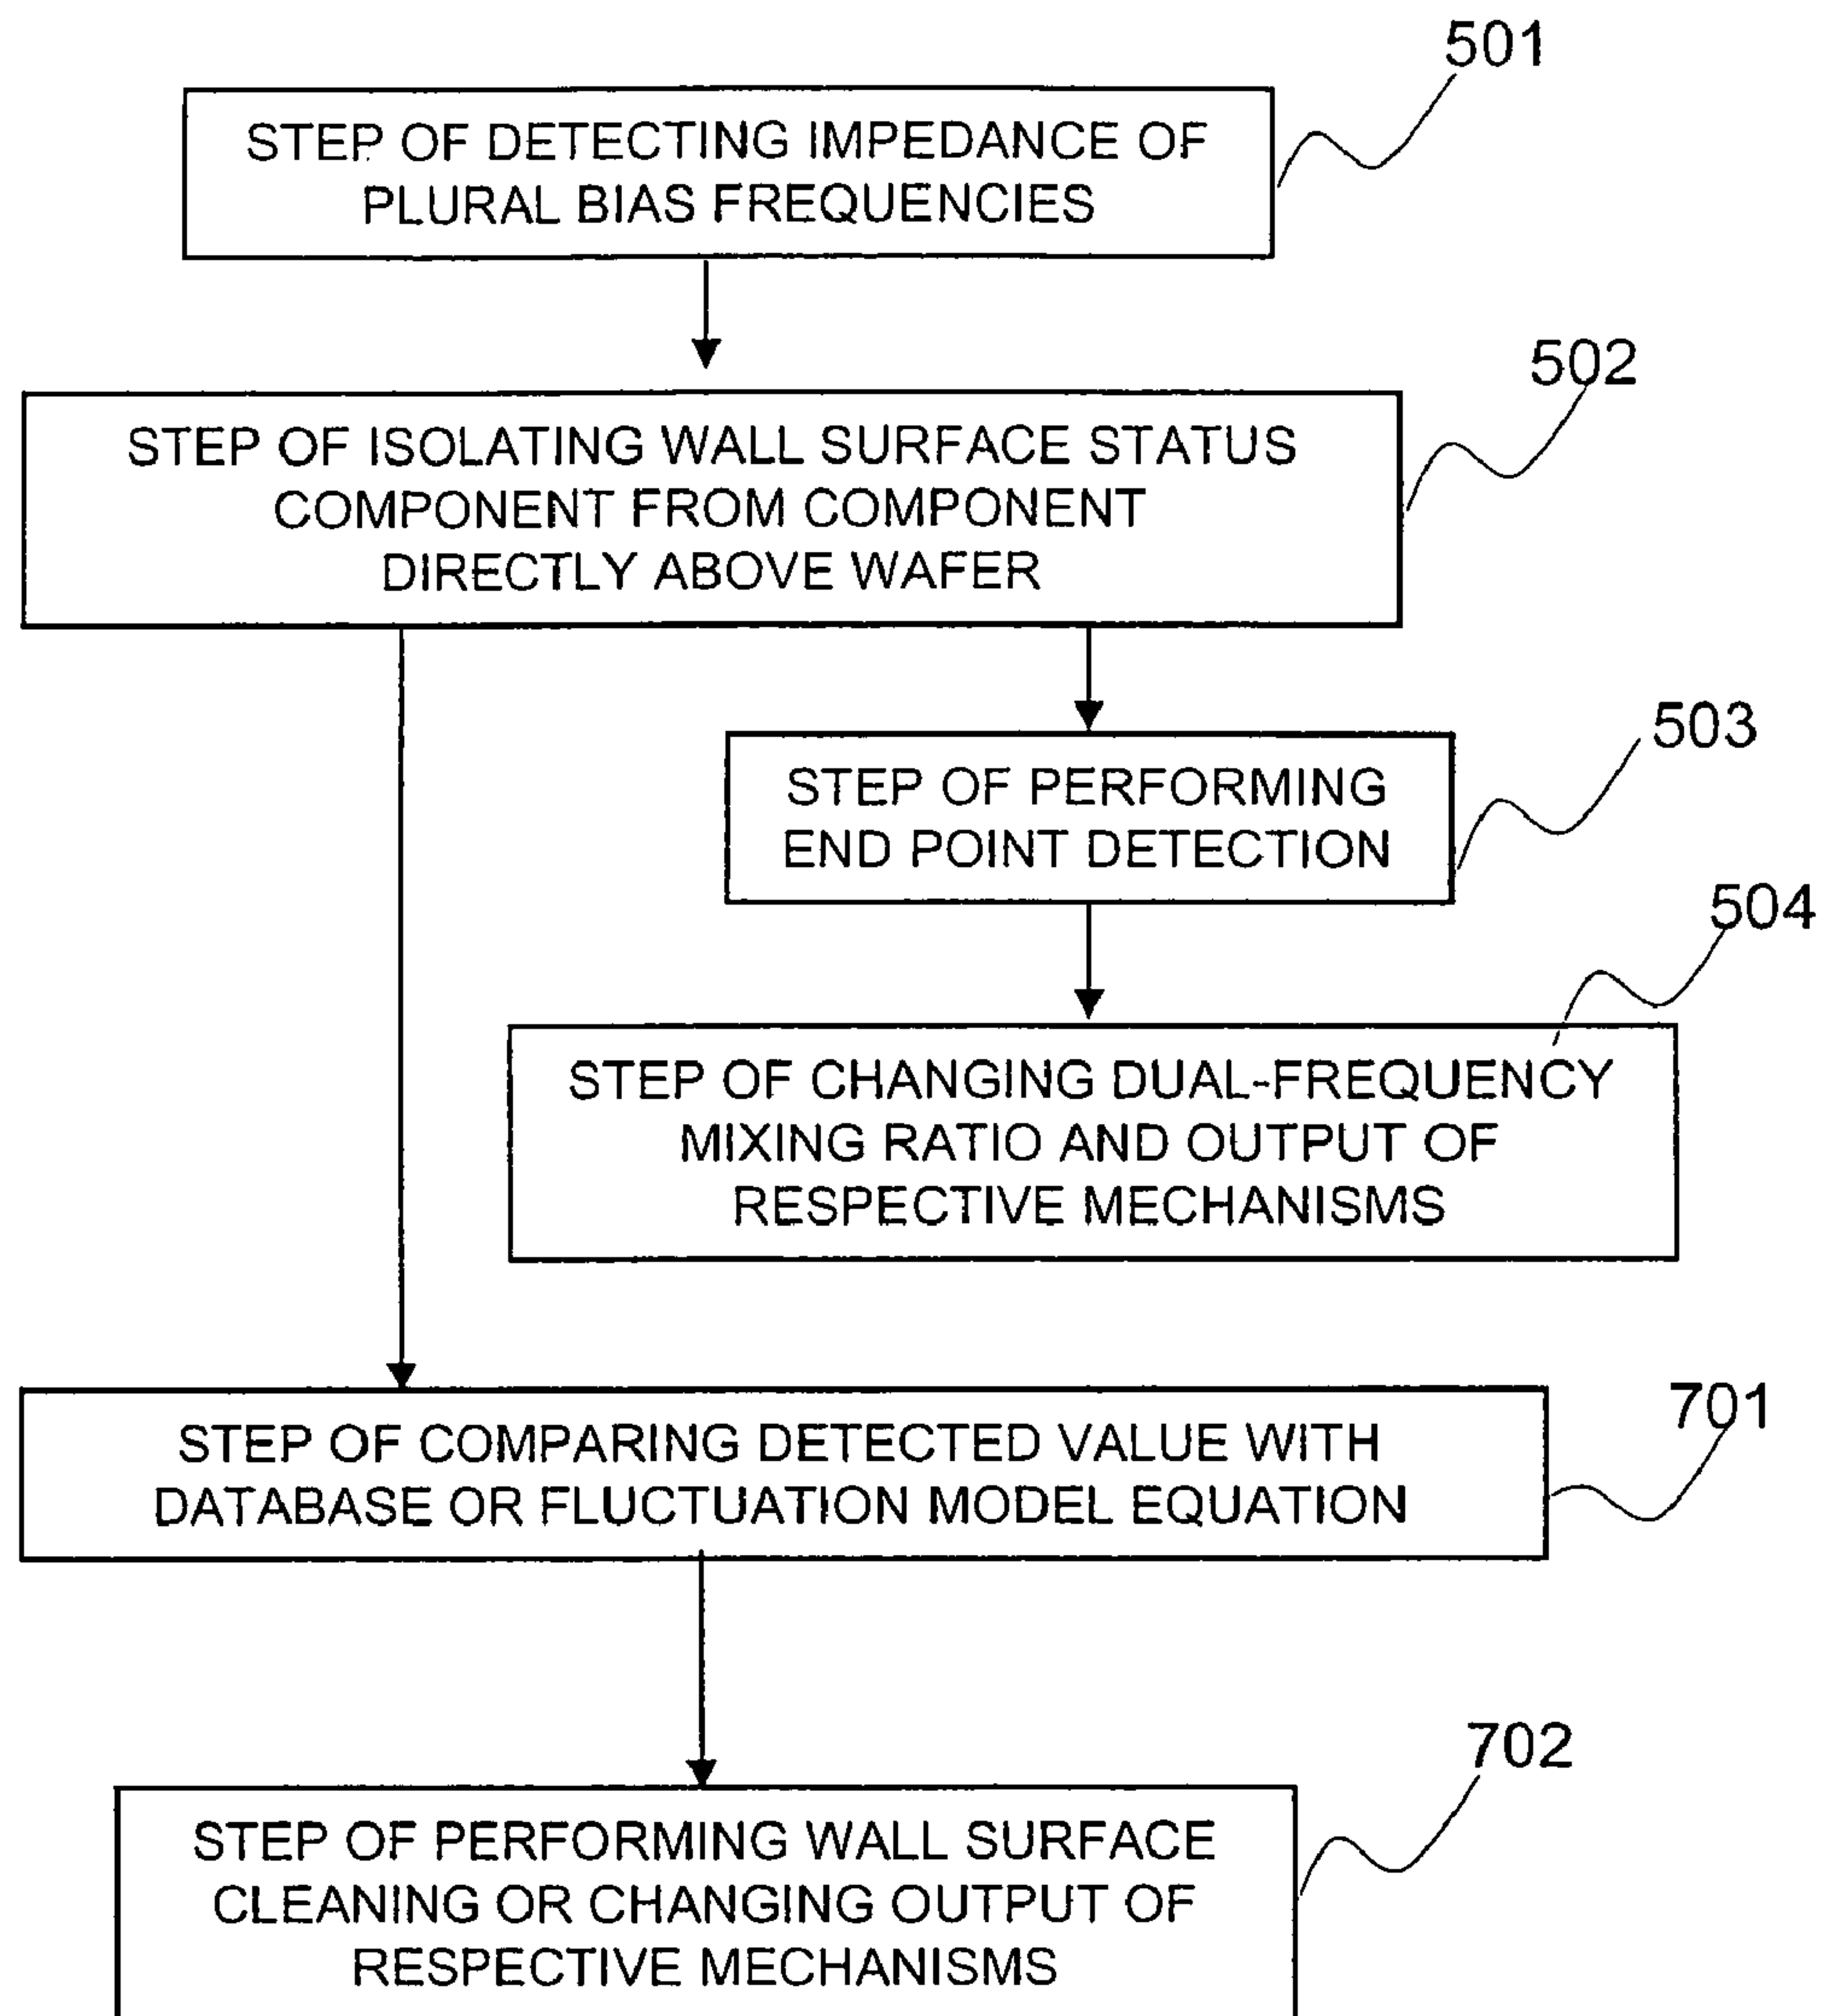 501
STEP OF DETECTING IMPEDANCE OF
PLURAL BIAS FREQUENCIES
502
STEP OF ISOLATING WALL SURFACE STATUS
COMPONENT FROM COMPONENT
DIRECTLY ABOVE WAFER
503
STEP OF PERFORMING
END POINT DETECTION
504
STEP OF CHANGING DUAL-FREQUENCY
MIXING RATIO AND OUTPUT OF
RESPECTIVE MECHANISMS
701
STEP OF COMPARING DETECTED VALUE WITH
DATABASE OR FLUCTUATION MODEL EQUATION
702
STEP OF PERFORMING WALL SURFACE
CLEANING OR CHANGING OUTPUT OF
RESPECTIVE MECHANISMS